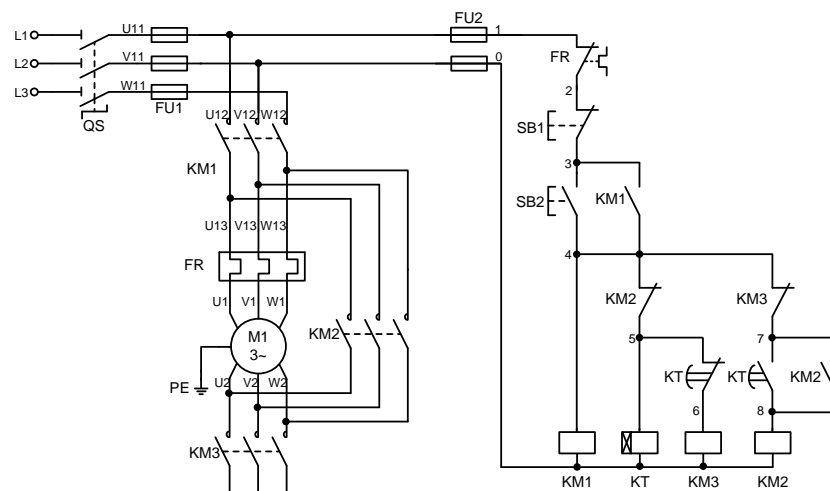 L1
U11
FU2
1
L2
V11
0
FR
L3
W11
FU1
2
QS
U12 V12 W12
SB1
KM1
3
SB2
KM1
U13 V13 W13
4
FR
KM2
KM3
U1
V1
W1
M1
3~
KM2
5
7
PE
U2
V2
W2
KT
KT
KM2
6
8
KM3
KM1
KT
KM3
KM2